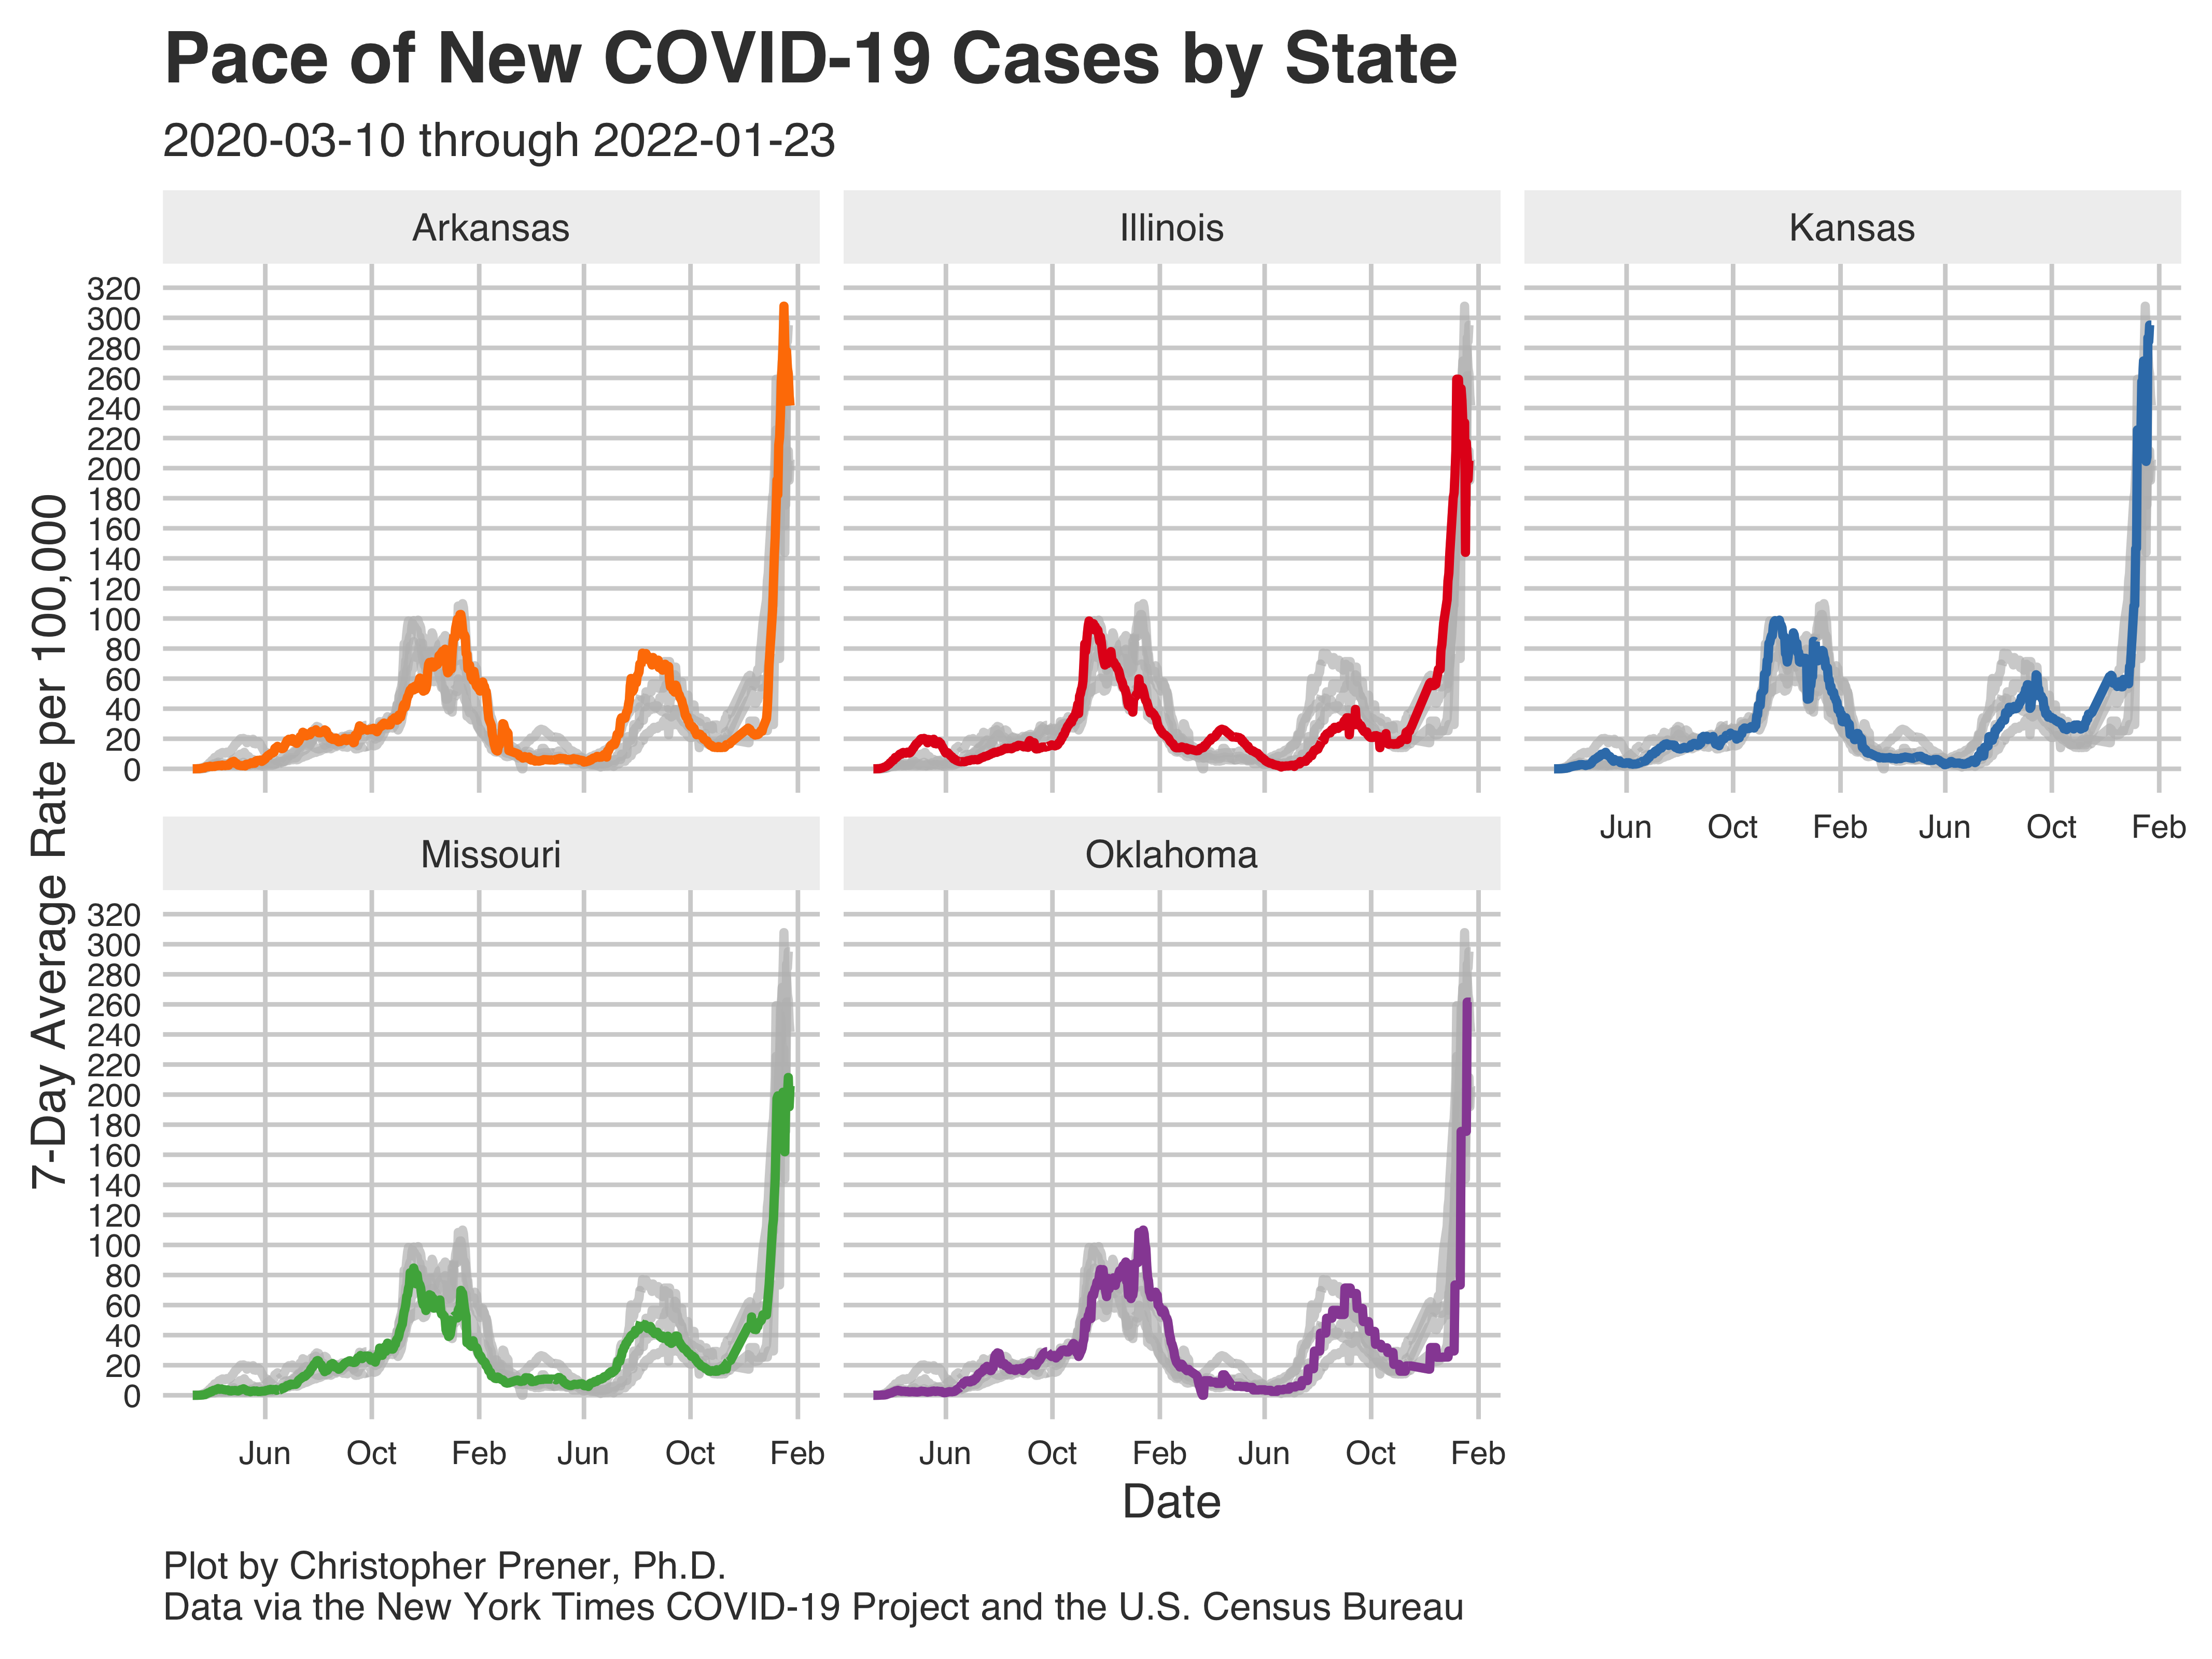 Pace of New COVID-19 Cases by State
2020-03-10 through 2022-01-23
Arkansas
Illinois
Kansas
320
300
280
260
240
220
200
180
160
140
120
100
80
60
40
20
0
Jun Oct Feb Jun Oct Feb
7-Day Average Rate per 100,000
Missouri
Oklahoma
320
300
280
260
240
220
200
180
160
140
120
100
80
60
40
20
0
Jun Oct Feb Jun Oct Feb
Jun Oct Feb Jun Oct Feb
Date
Plot by Christopher Prener, Ph.D.
Data via the New York Times COVID-19 Project and the U.S. Census Bureau